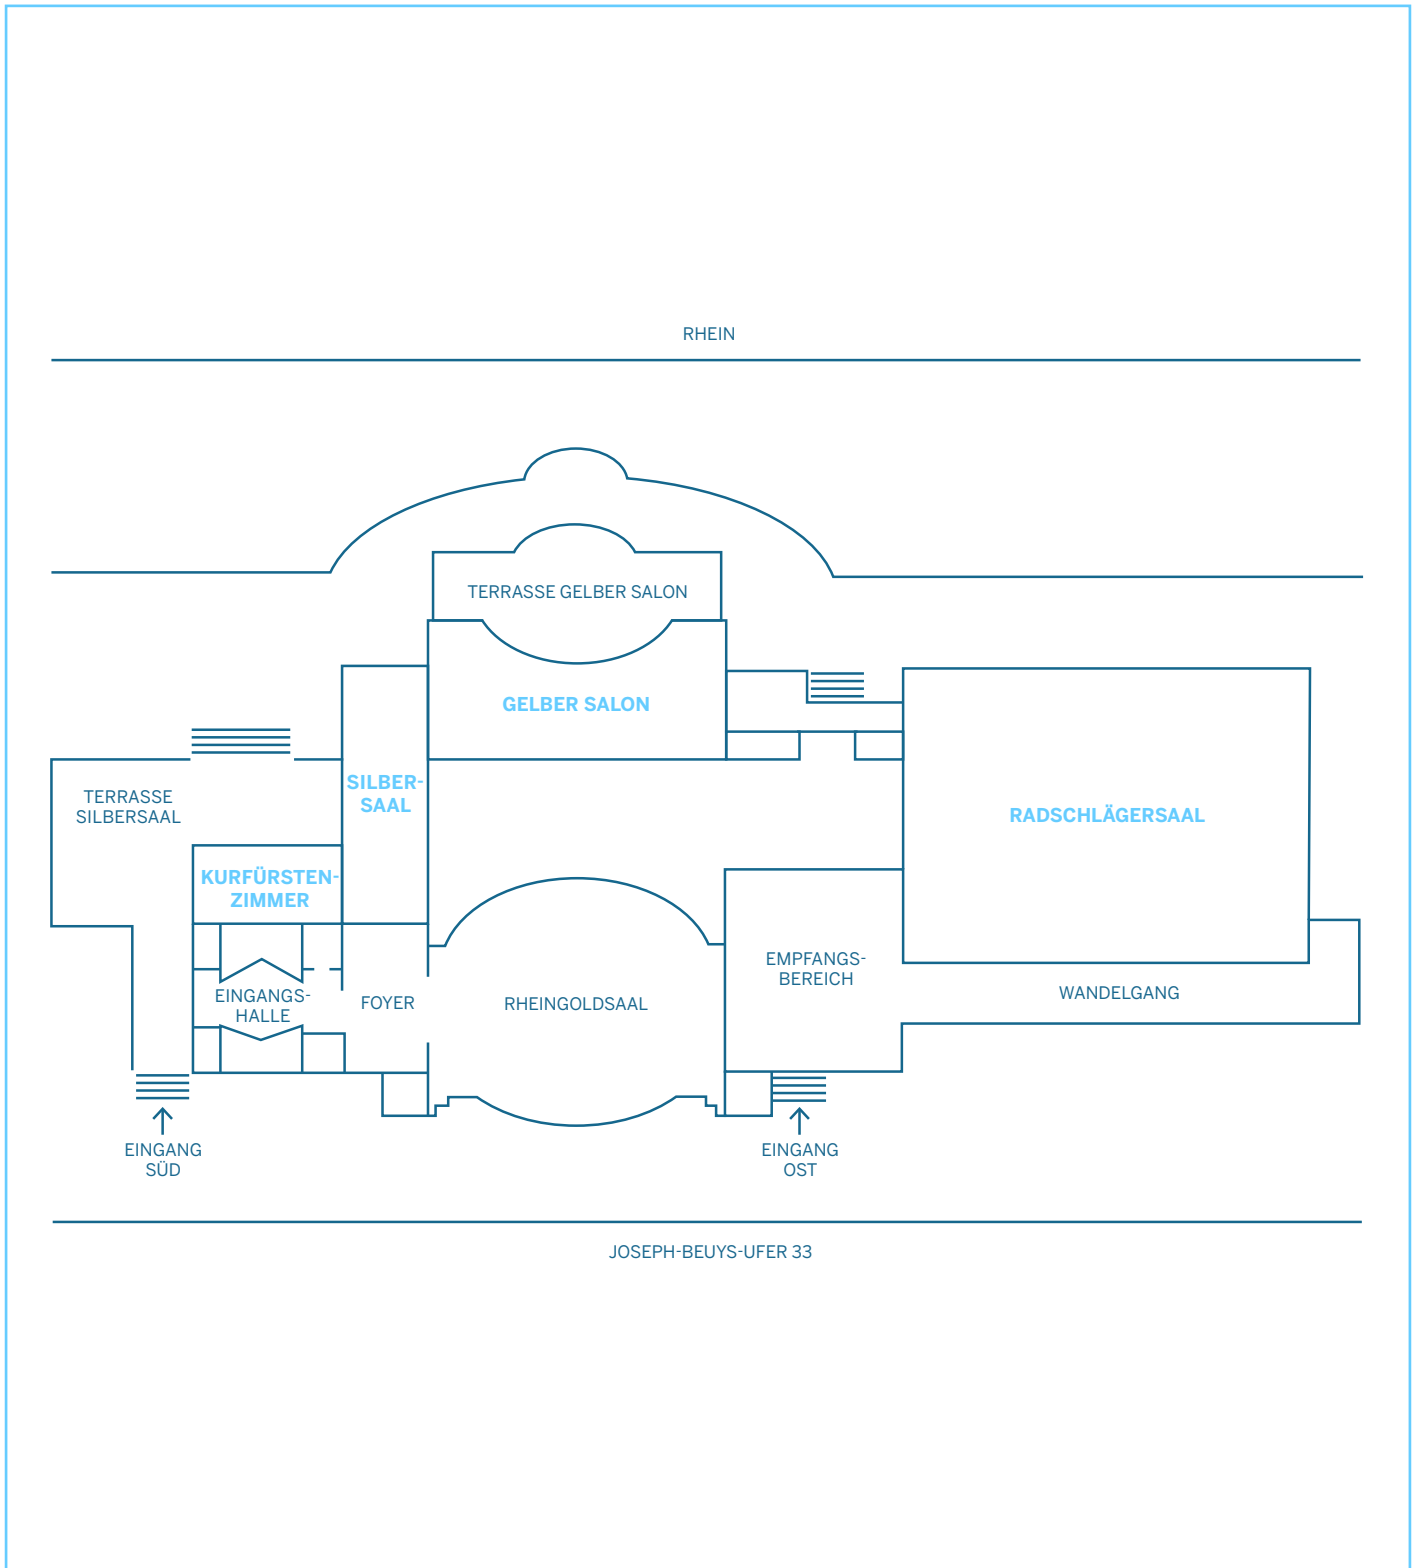 RHEIN
TERRASSE GELBER SALON
GELBER SALON
SILBER-
SAAL
TERRASSE
SILBERSAAL
RADSCHLÄGERSAAL
KURFÜRSTEN-
ZIMMER
EINGANGS-
HALLE
FOYER
RHEINGOLDSAAL
EMPFANGS-
BEREICH
WANDELGANG
EINGANG
SÜD
EINGANG
OST
JOSEPH-BEUYS-UFER 33